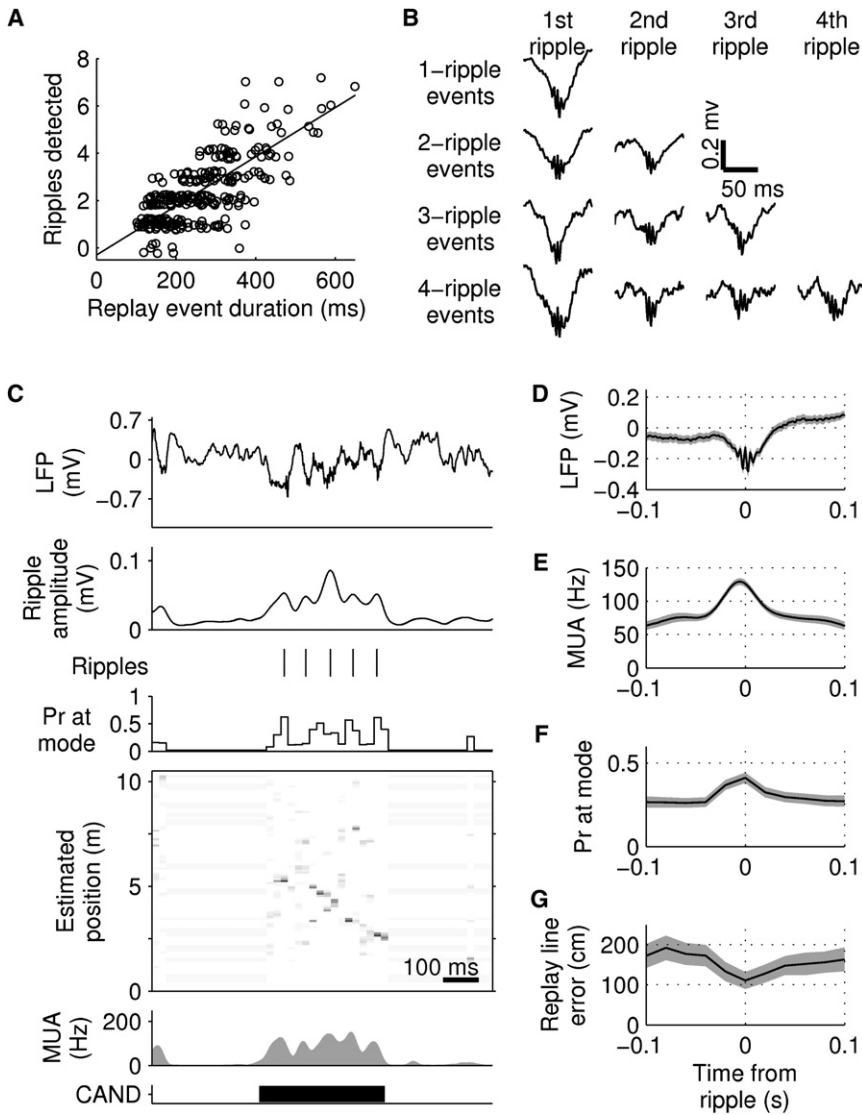 A
Ripples detected
8
6
4
2
0
0
200
400
600
Replay event duration (ms)
B
1st ripple
2nd ripple
3rd ripple
4th ripple
1−ripple events
2−ripple events
3−ripple events
4−ripple events
0.2 mv
50 ms
C
LFP (mV)
0.7
0
−0.7
Ripple amplitude (mV)
0.1
0
Ripples
Pr at mode
1
0.5
0
Estimated position (m)
10
5
0
100 ms
MUA (Hz)
200
0
CAND
D
LFP (mV)
0.2
0
−0.2
−0.4
−0.1
0
0.1
E
MUA (Hz)
150
100
50
0
−0.1
0
0.1
F
Pr at mode
0.5
0
−0.1
0
0.1
G
Replay line error (cm)
200
100
0
−0.1
0
0.1
Time from ripple (s)